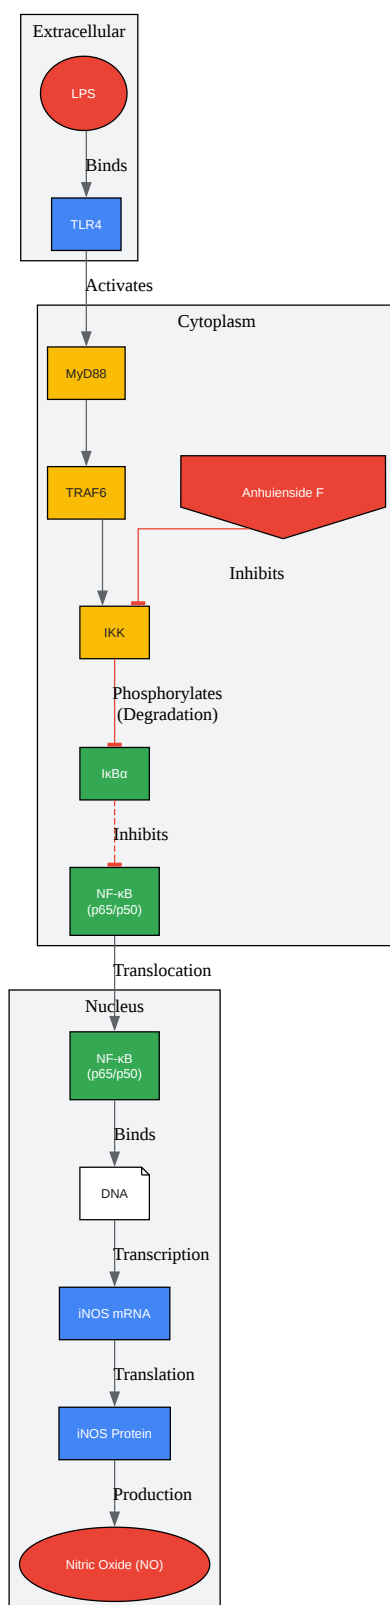 Extracellular
LPS
Binds
TLR4
Activates
Cytoplasm
MyD88
TRAF6
Anhuienside F
Inhibits
IKK
Phosphorylates
(Degradation)
IκBα
Inhibits
NF-κB
(p65/p50)
Translocation
Nucleus
NF-κB
(p65/p50)
Binds
DNA
Transcription
iNOS mRNA
Translation
iNOS Protein
Production
Nitric Oxide (NO)